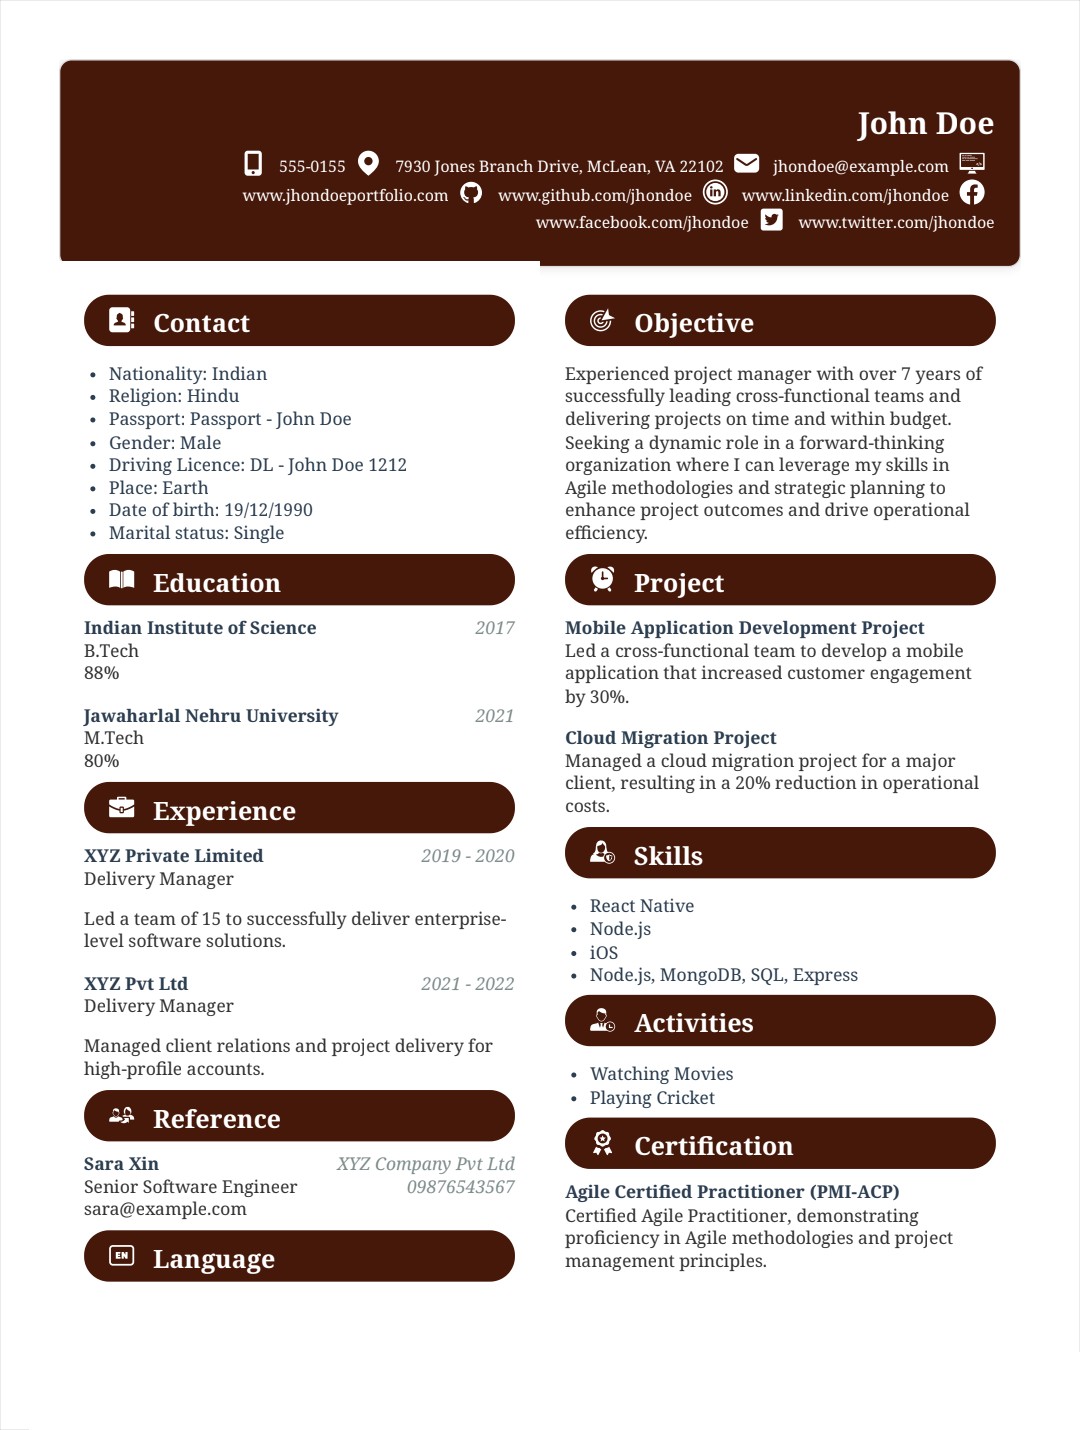 John Doe
555-0155 7930 Jones Branch Drive, McLean, VA 22102 jhondoe@example.com
www.jhondoeportfolio.com www.github.com/jhondoe www.linkedin.com/jhondoe
www.facebook.com/jhondoe www.twitter.com/jhondoe
Contact
• Nationality: Indian
• Religion: Hindu
• Passport: Passport - John Doe
• Gender: Male
• Driving Licence: DL - John Doe 1212
• Place: Earth
• Date of birth: 19/12/1990
• Marital status: Single
Education
Indian Institute of Science 2017
B.Tech
88%
Jawaharlal Nehru University 2021
M.Tech
80%
Experience
XYZ Private Limited 2019 - 2020
Delivery Manager
Led a team of 15 to successfully deliver enterprise-
level software solutions.
XYZ Pvt Ltd 2021 - 2022
Delivery Manager
Managed client relations and project delivery for
high-profile accounts.
Reference
Sara Xin XYZ Company Pvt Ltd
Senior Software Engineer 09876543567
sara@example.com
EN Language
Objective
Experienced project manager with over 7 years of
successfully leading cross-functional teams and
delivering projects on time and within budget.
Seeking a dynamic role in a forward-thinking
organization where I can leverage my skills in
Agile methodologies and strategic planning to
enhance project outcomes and drive operational
efficiency.
Project
Mobile Application Development Project
Led a cross-functional team to develop a mobile
application that increased customer engagement
by 30%.
Cloud Migration Project
Managed a cloud migration project for a major
client, resulting in a 20% reduction in operational
costs.
Skills
• React Native
• Node.js
• iOS
• Node.js, MongoDB, SQL, Express
Activities
• Watching Movies
• Playing Cricket
Certification
Agile Certified Practitioner (PMI-ACP)
Certified Agile Practitioner, demonstrating
proficiency in Agile methodologies and project
management principles.